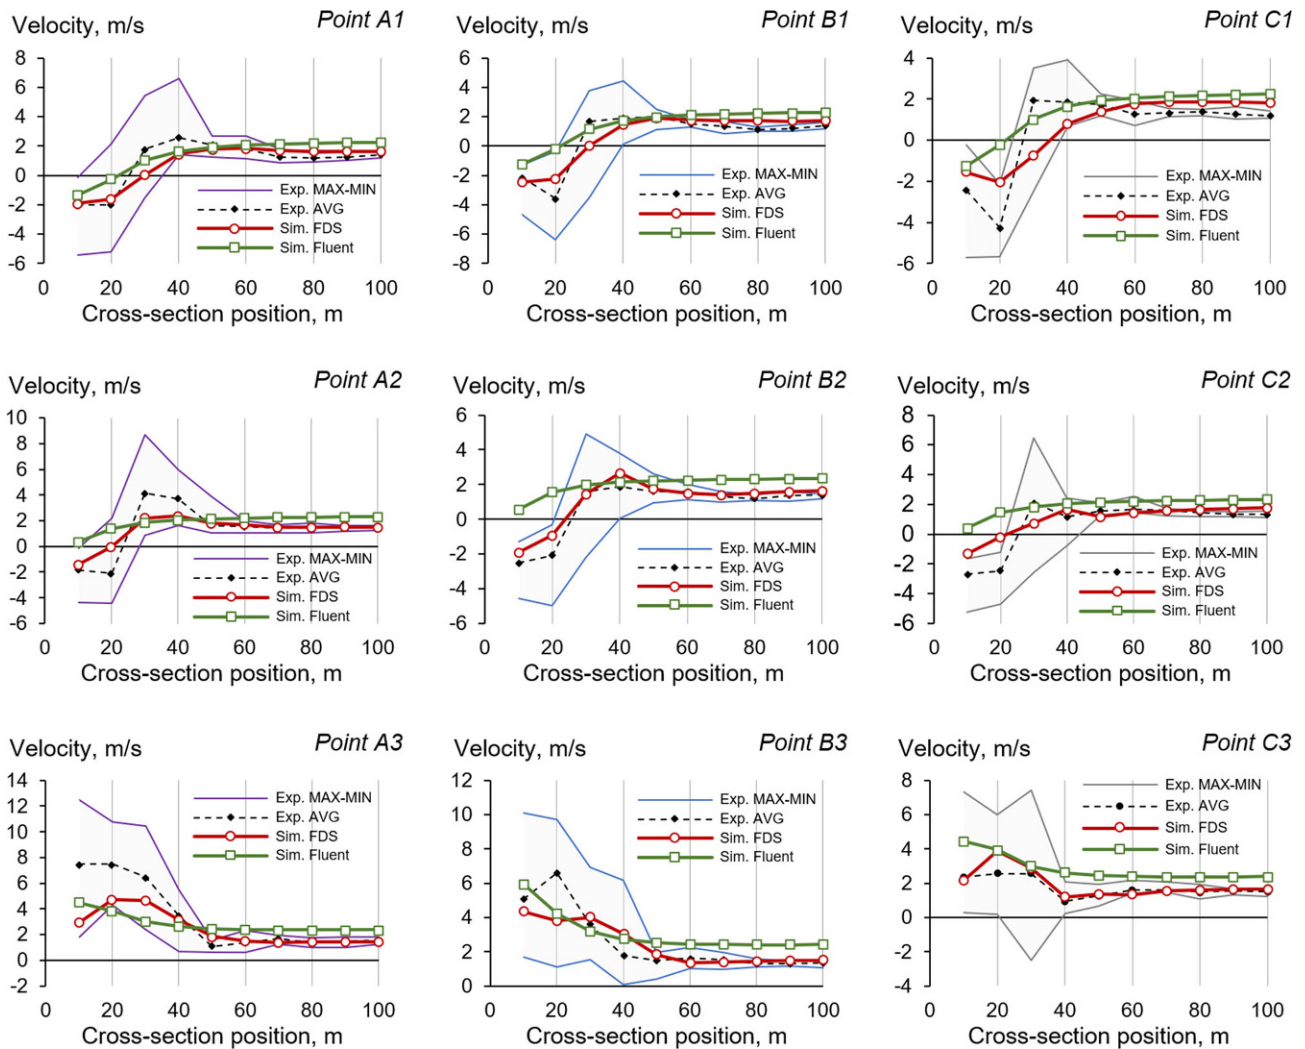 Velocity, m/s Point A1
8
6
4
2
0
-2
-4
-6
Exp. MAX-MIN
Exp. AVG
Sim. FDS
Sim. Fluent
0 20 40 60 80 100
Cross-section position, m
Velocity, m/s Point B1
6
4
2
0
-2
-4
-6
-8
Exp. MAX-MIN
Exp. AVG
Sim. FDS
Sim. Fluent
0 20 40 60 80 100
Cross-section position, m
Velocity, m/s Point C1
4
2
0
-2
-4
-6
Exp. MAX-MIN
Exp. AVG
Sim. FDS
Sim. Fluent
0 20 40 60 80 100
Cross-section position, m
Velocity, m/s Point A2
10
8
6
4
2
0
-2
-4
-6
Exp. MAX-MIN
Exp. AVG
Sim. FDS
Sim. Fluent
0 20 40 60 80 100
Cross-section position, m
Velocity, m/s Point B2
6
4
2
0
-2
-4
-6
Exp. MAX-MIN
Exp. AVG
Sim. FDS
Sim. Fluent
0 20 40 60 80 100
Cross-section position, m
Velocity, m/s Point C2
8
6
4
2
0
-2
-4
-6
Exp. MAX-MIN
Exp. AVG
Sim. FDS
Sim. Fluent
0 20 40 60 80 100
Cross-section position, m
Velocity, m/s Point A3
14
12
10
8
6
4
2
0
-2
Exp. MAX-MIN
Exp. AVG
Sim. FDS
Sim. Fluent
0 20 40 60 80 100
Cross-section position, m
Velocity, m/s Point B3
12
10
8
6
4
2
0
Exp. MAX-MIN
Exp. AVG
Sim. FDS
Sim. Fluent
0 20 40 60 80 100
Cross-section position, m
Velocity, m/s Point C3
8
6
4
2
0
-2
-4
Exp. MAX-MIN
Exp. AVG
Sim. FDS
Sim. Fluent
0 20 40 60 80 100
Cross-section position, m